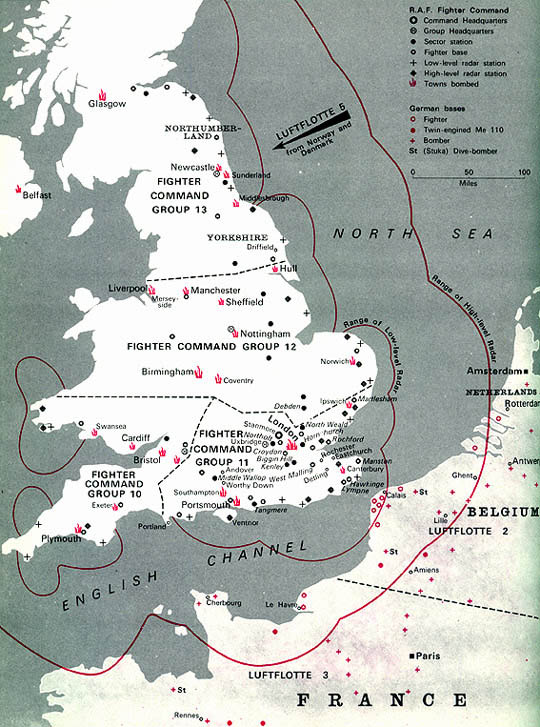 R.A.F. Fighter Command
Command Headquarters
Group Headquarters
Sector station
Fighter base
Low-level radar station
High-level radar station
Towns bombed
German bases
Fighter
Twin-engined Me 110
Bomber
St (Stuka) Dive-bomber
0 50 100
Miles
Glasgow
LUFTFLOTTE 5
from Norway and
Denmark
NORTHUMBER-
LAND
Newcastle
Sunderland
Belfast
FIGHTER
COMMAND
GROUP 13
Middlesbrough
NORTH SEA
YORKSHIRE
Driffield
Hull
Range of High-level Radar
Liverpool
Mersey-
side
Manchester
Sheffield
Nottingham
Range of Low-level Radar
FIGHTER COMMAND GROUP 12
Norwich
Birmingham
Coventry
Amsterdam
NETHERLANDS
Rotterdam
Ipswich
Martlesham
Debden
Swansea
Cardiff
Bristol
London
North Weald
Stanmore
Hornchurch
Northolt
Uxbridge
Rochford
FIGHTER
COMMAND
GROUP 11
Croydon
Biggin Hill
Kenley
Rochester
Eastchurch
Manston
Canterbury
West Malling
Detling
Hawkinge
Lympne
Andover
Middle Wallop
Worthy Down
Southampton
Portsmouth
Tangmere
Ventnor
FIGHTER
COMMAND
GROUP 10
Exeter
Portland
Plymouth
Antwerp
Ghent
Calais
St
Lille
BELGIUM
LUFTFLOTTE 2
St
Amiens
ENGLISH CHANNEL
Cherbourg
Le Havre
Paris
LUFTFLOTTE 3
St
FRANCE
Rennes